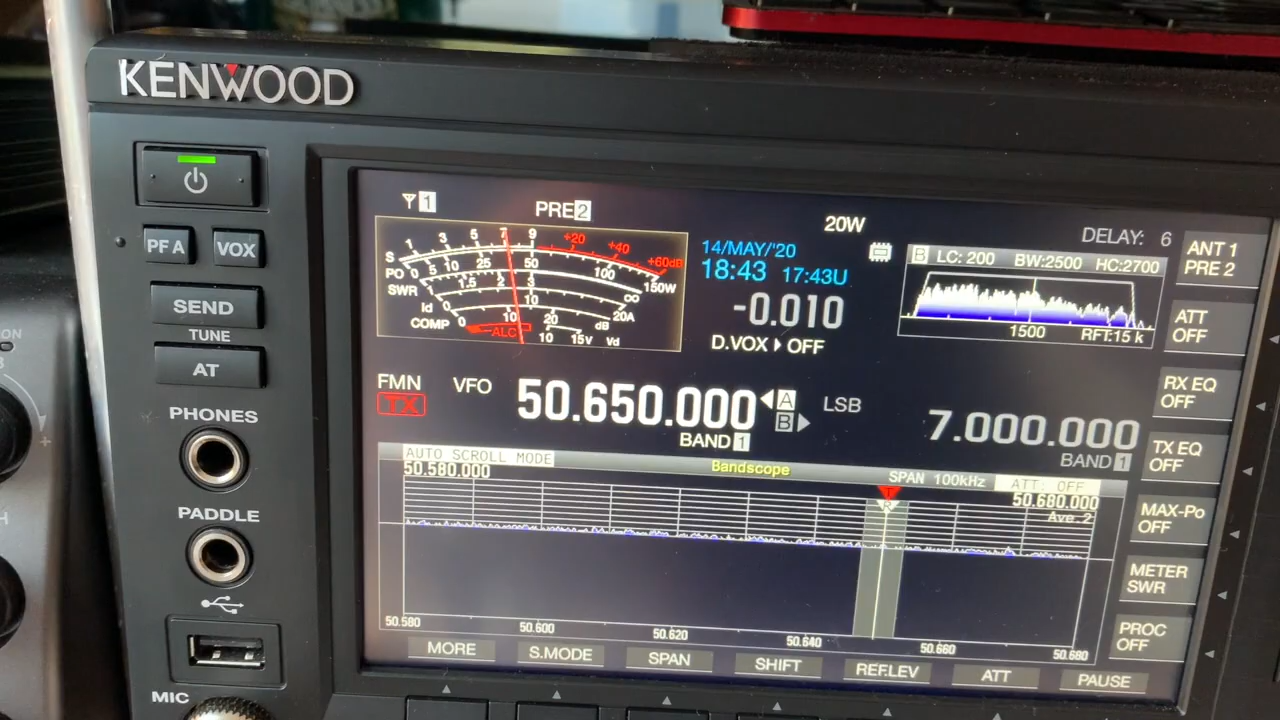 KENWOOD
1
PRE2
20W
DELAY: 6
ANT 1
PRE 2
PF A
VOX
S 1 3 5 7 9 +20 +40 +60dB
PO 0 5 10 25 50 100 150W
SWR 1 1.5 2 3 ∞
Id 0 10 20A
COMP 0 10 20 dB
ALC 10 15V Vd
14/MAY/'20
18:43 17:43U
-0.010
D.VOX OFF
B LC: 200 BW:2500 HC:2700
1500 RFT:15 k
ATT
OFF
SEND
TUNE
AT
FMN
TX
VFO
50.650.000
A
B
BAND 1
LSB
7.000.000
BAND 1
RX EQ
OFF
PHONES
AUTO SCROLL MODE
50.580.000
Bandscope
SPAN 100kHz
ATT: OFF
50.680.000
Ave.2
T
R
TX EQ
OFF
PADDLE
MAX-Po
OFF
METER
SWR
50.580 50.600 50.620 50.640 50.660 50.680
PROC
OFF
MORE S.MODE SPAN SHIFT REF.LEV ATT PAUSE
MIC